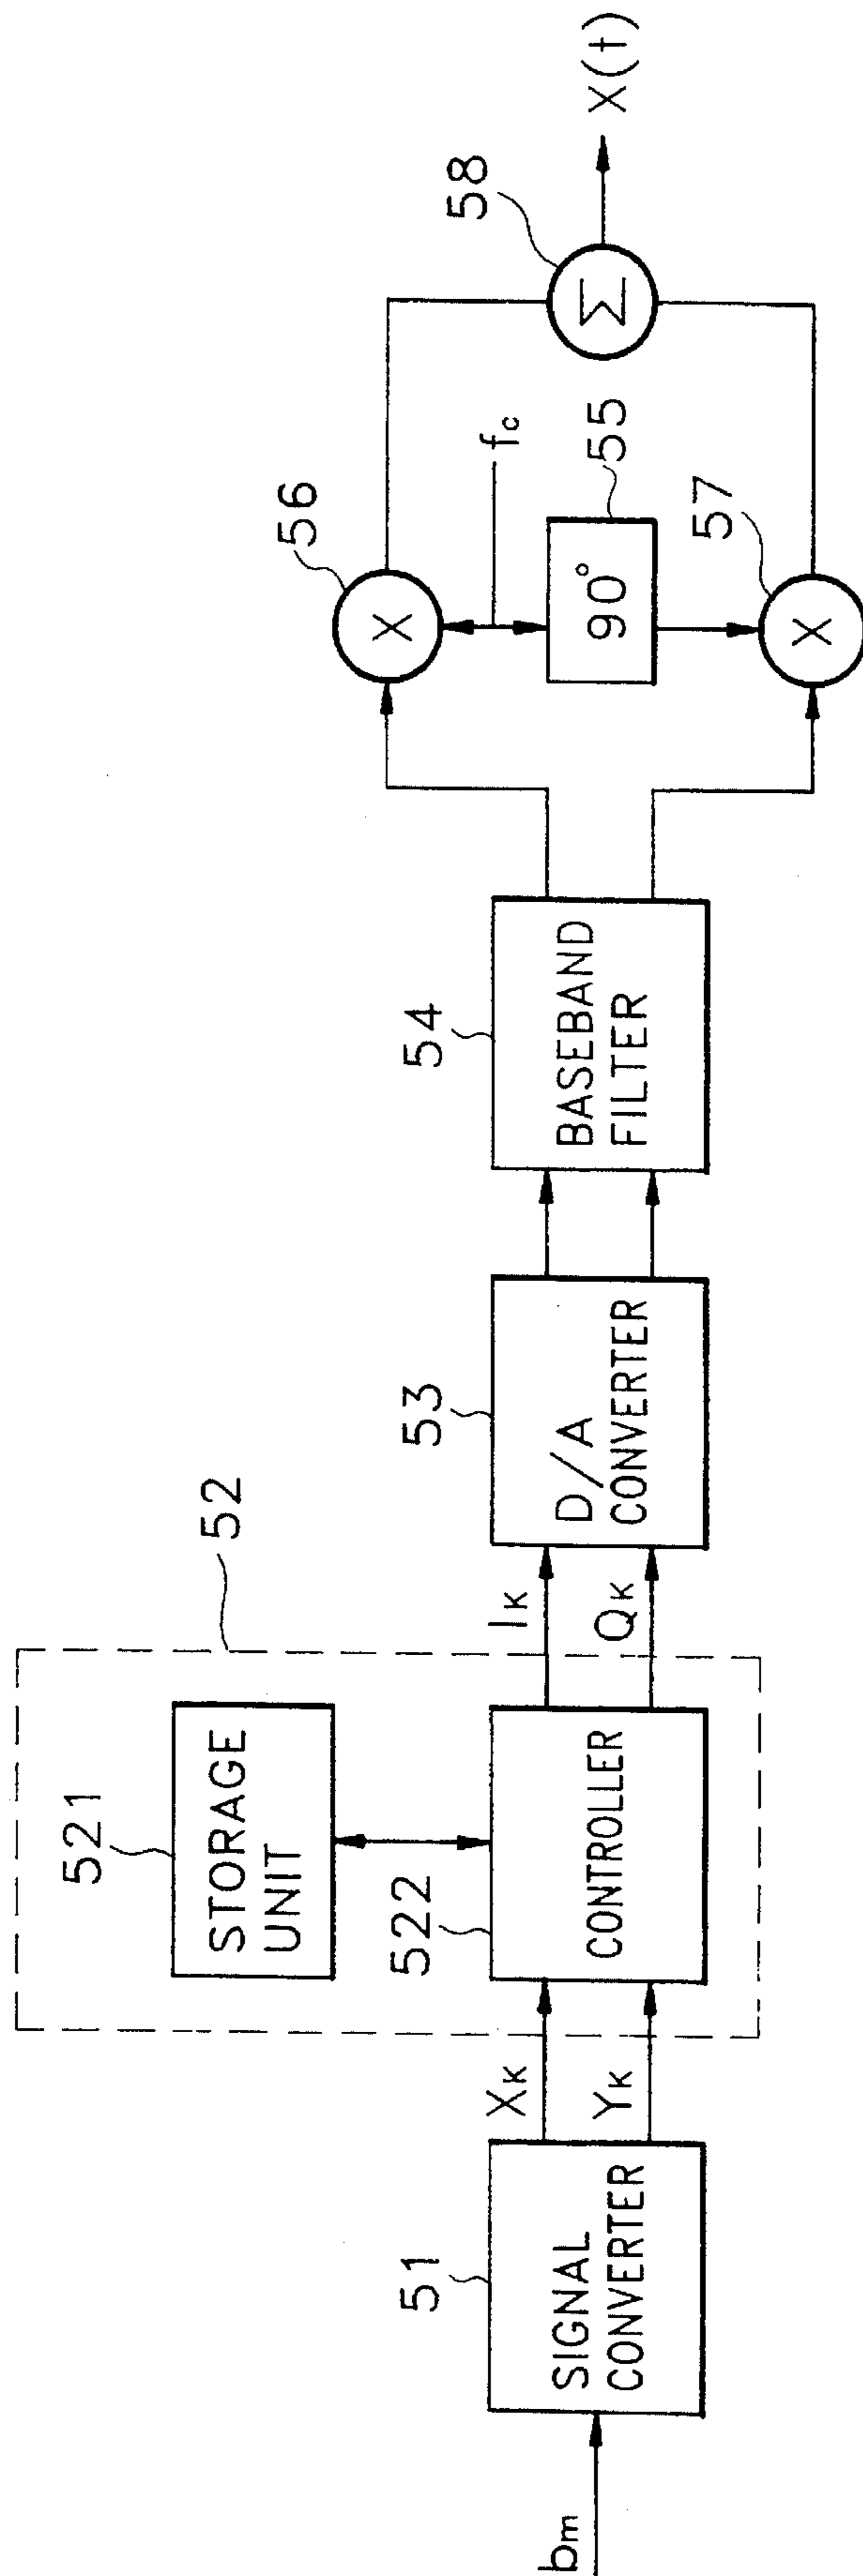 bm
51
SIGNAL
CONVERTER
XK
YK
52
521
STORAGE
UNIT
522
CONTROLLER
IK
QK
53
D/A
CONVERTER
54
BASEBAND
FILTER
56
X
fc
90°
55
57
X
58
Σ
X(t)